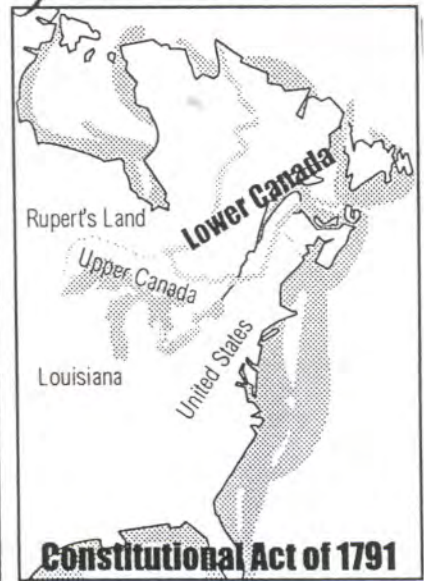 Rupert's Land
Lower Canada
Upper Canada
Louisiana
United States
Constitutional Act of 1791